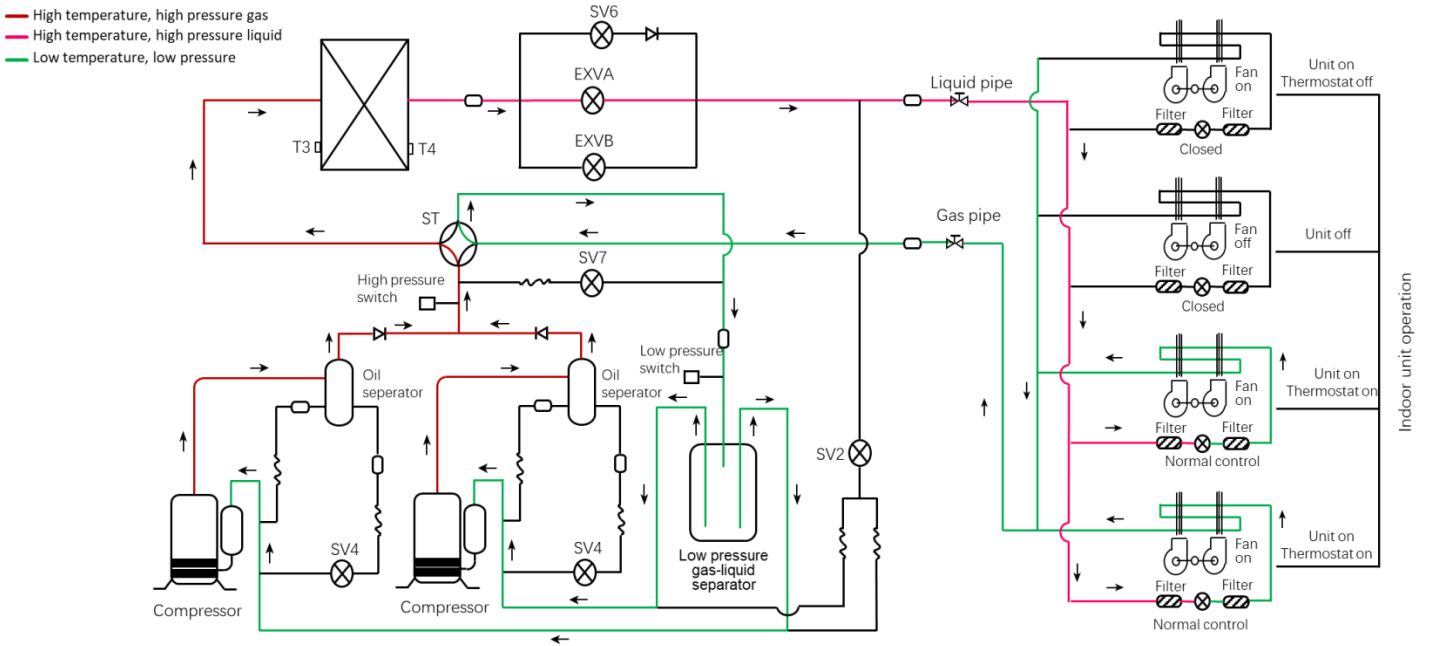 High temperature, high pressure gas
High temperature, high pressure liquid
Low temperature, low pressure
SV6
EXVA
EXVB
T3
T4
Liquid pipe
Gas pipe
ST
SV7
High pressure
switch
Low pressure
switch
Oil
seperator
Oil
seperator
SV2
SV4
SV4
Compressor
Compressor
Low pressure
gas-liquid
separator
Fan
on
Filter
Filter
Closed
Unit on
Thermostat off
Fan
off
Filter
Filter
Closed
Unit off
Fan
on
Filter
Filter
Normal control
Unit on
Thermostat on
Fan
on
Filter
Filter
Normal control
Unit on
Thermostat on
Indoor unit operation